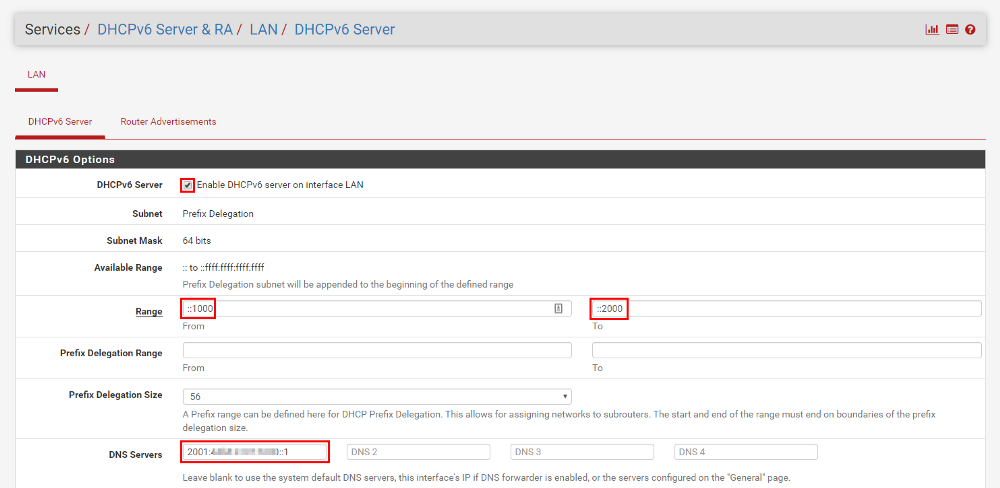 Services / DHCPv6 Server & RA / LAN / DHCPv6 Server
LAN
DHCPv6 Server Router Advertisements
DHCPv6 Options
DHCPv6 Server Enable DHCPv6 server on interface LAN
Subnet Prefix Delegation
Subnet Mask 64 bits
Available Range :: to ::ffff:ffff:ffff:ffff
Prefix Delegation subnet will be appended to the beginning of the defined range
Range ::1000 ::2000
From To
Prefix Delegation Range
From To
Prefix Delegation Size 56
A Prefix range can be defined here for DHCP Prefix Delegation. This allows for assigning networks to subrouters. The start and end of the range must end on boundaries of the prefix
delegation size.
DNS Servers 2001: ::1 DNS 2 DNS 3 DNS 4
Leave blank to use the system default DNS servers, this interface's IP if DNS forwarder is enabled, or the servers configured on the "General" page.